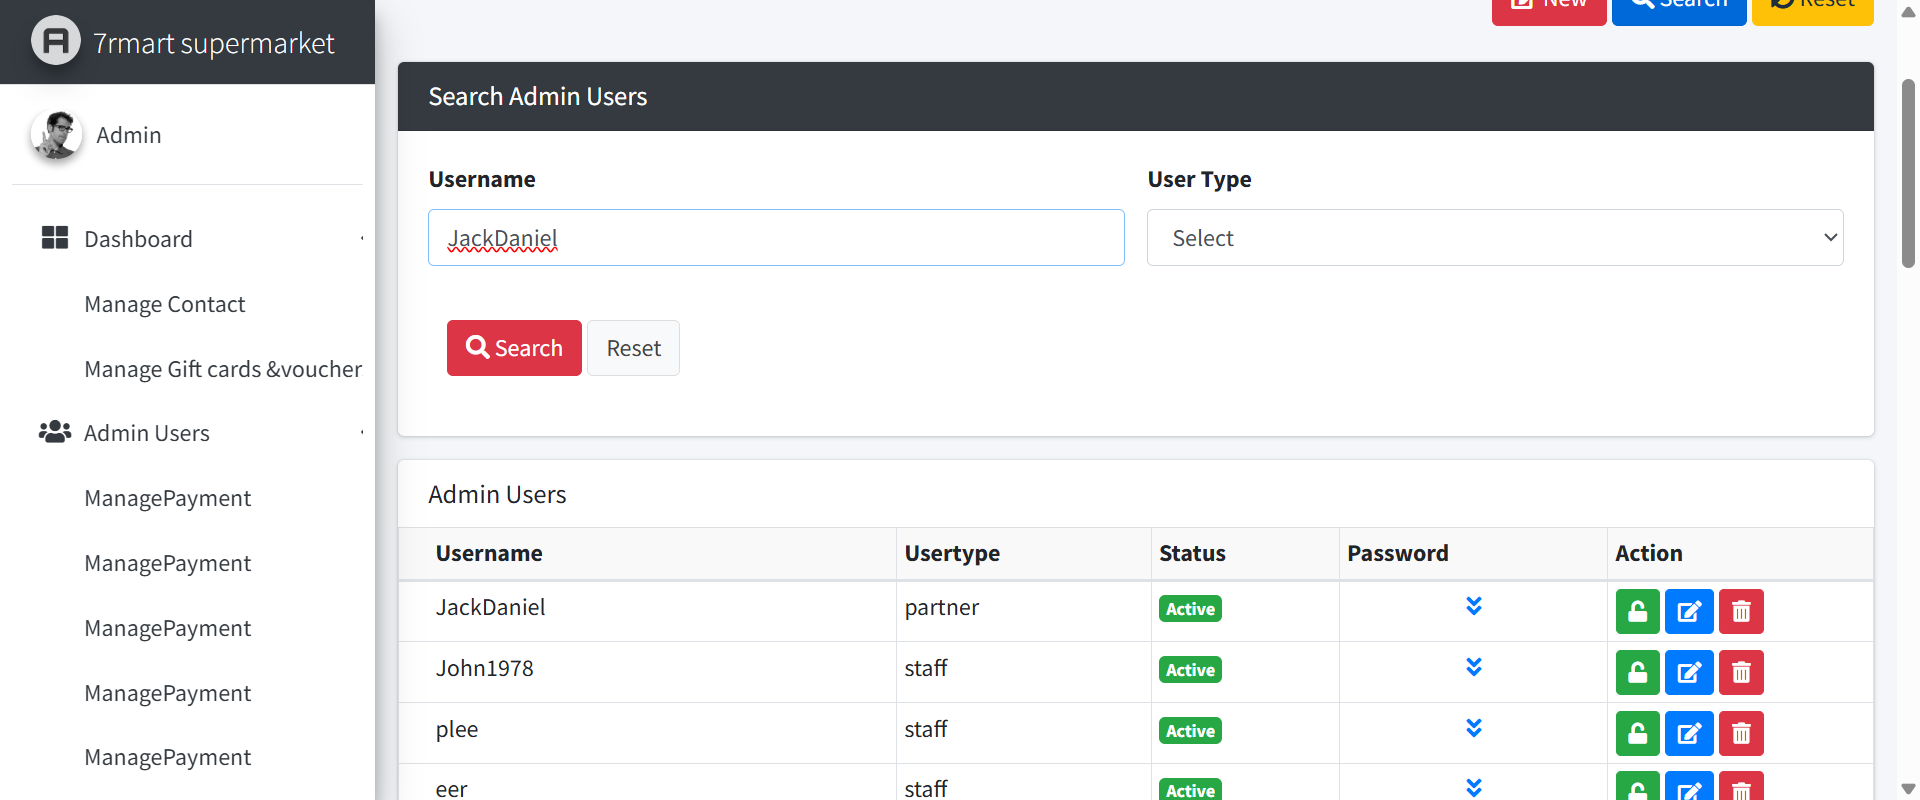 7rmart supermarket
New Search Reset
Admin
Search Admin Users
Username User Type
JackDaniel Select
Search Reset
Dashboard
Manage Contact
Manage Gift cards &voucher
Admin Users
ManagePayment
ManagePayment
ManagePayment
ManagePayment
ManagePayment
Admin Users
Username Usertype Status Password Action
JackDaniel partner Active
John1978 staff Active
plee staff Active
eer staff Active